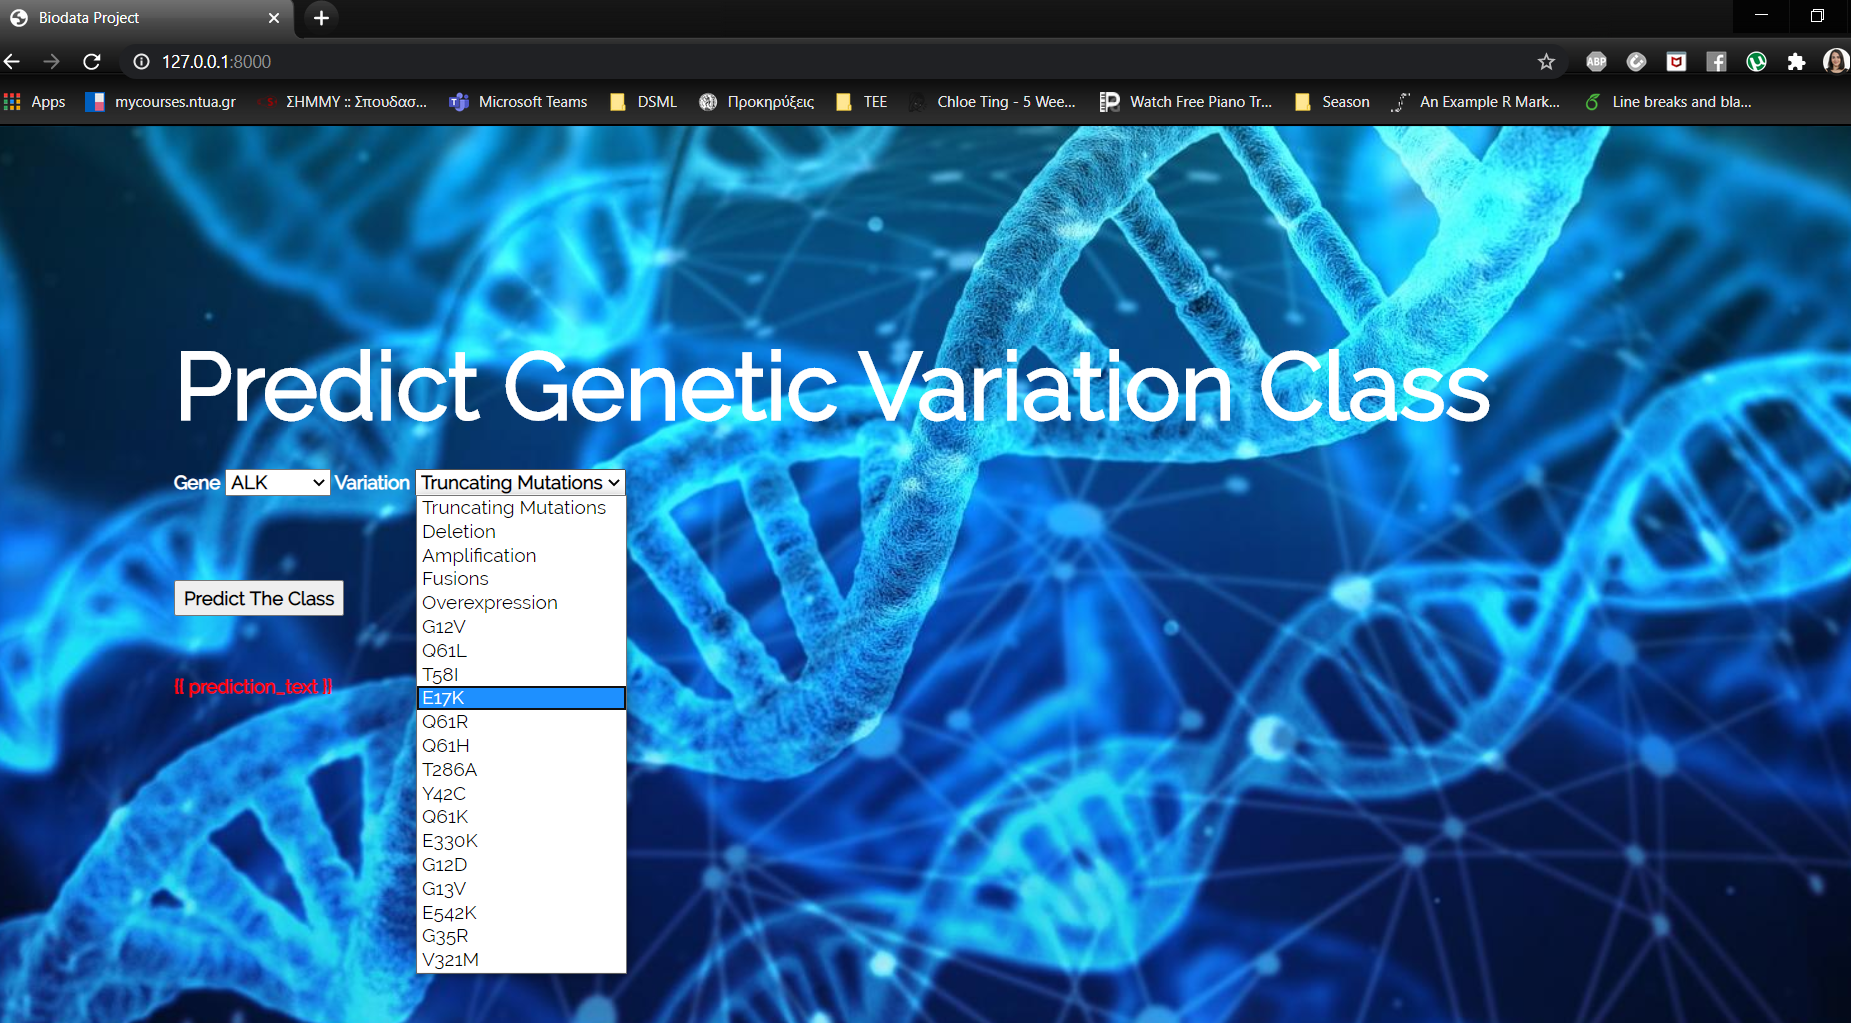 Biodata Project
127.0.0.1:8000
ABP
Apps mycourses.ntua.gr ΣΗΜΜΥ :: Σπουδασ... Microsoft Teams DSML Προκηρύξεις TEE Chloe Ting - 5 Wee... Watch Free Piano Tr... Season An Example R Mark... Line breaks and bla...
Predict Genetic Variation Class
Gene ALK Variation Truncating Mutations
Truncating Mutations
Deletion
Amplification
Fusions
Overexpression
G12V
Q61L
T58I
E17K
Q61R
Q61H
T286A
Y42C
Q61K
E330K
G12D
G13V
E542K
G35R
V321M
Predict The Class
{{ prediction_text }}